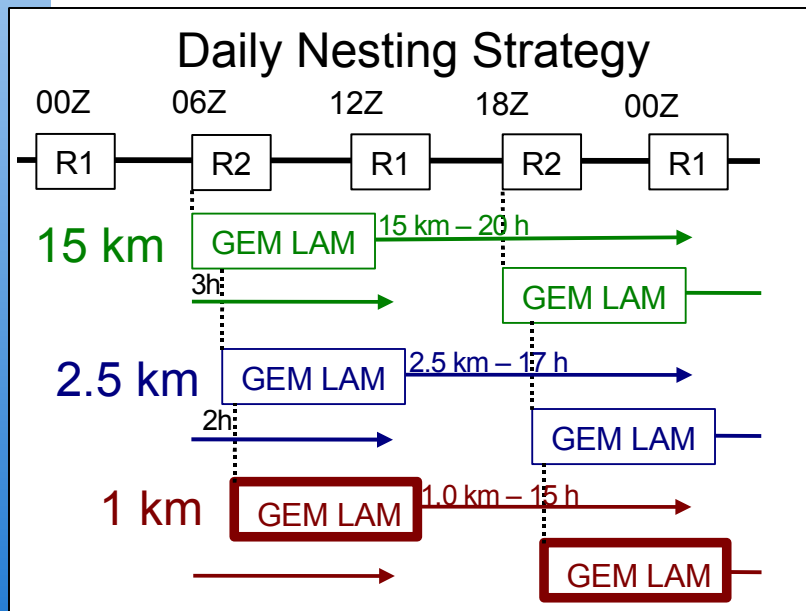 Daily Nesting Strategy
00Z 06Z 12Z 18Z 00Z
R1 R2 R1 R2 R1
15 km GEM LAM 15 km – 20 h
3h GEM LAM
2.5 km GEM LAM 2.5 km – 17 h
2h GEM LAM
1 km GEM LAM 1.0 km – 15 h
GEM LAM